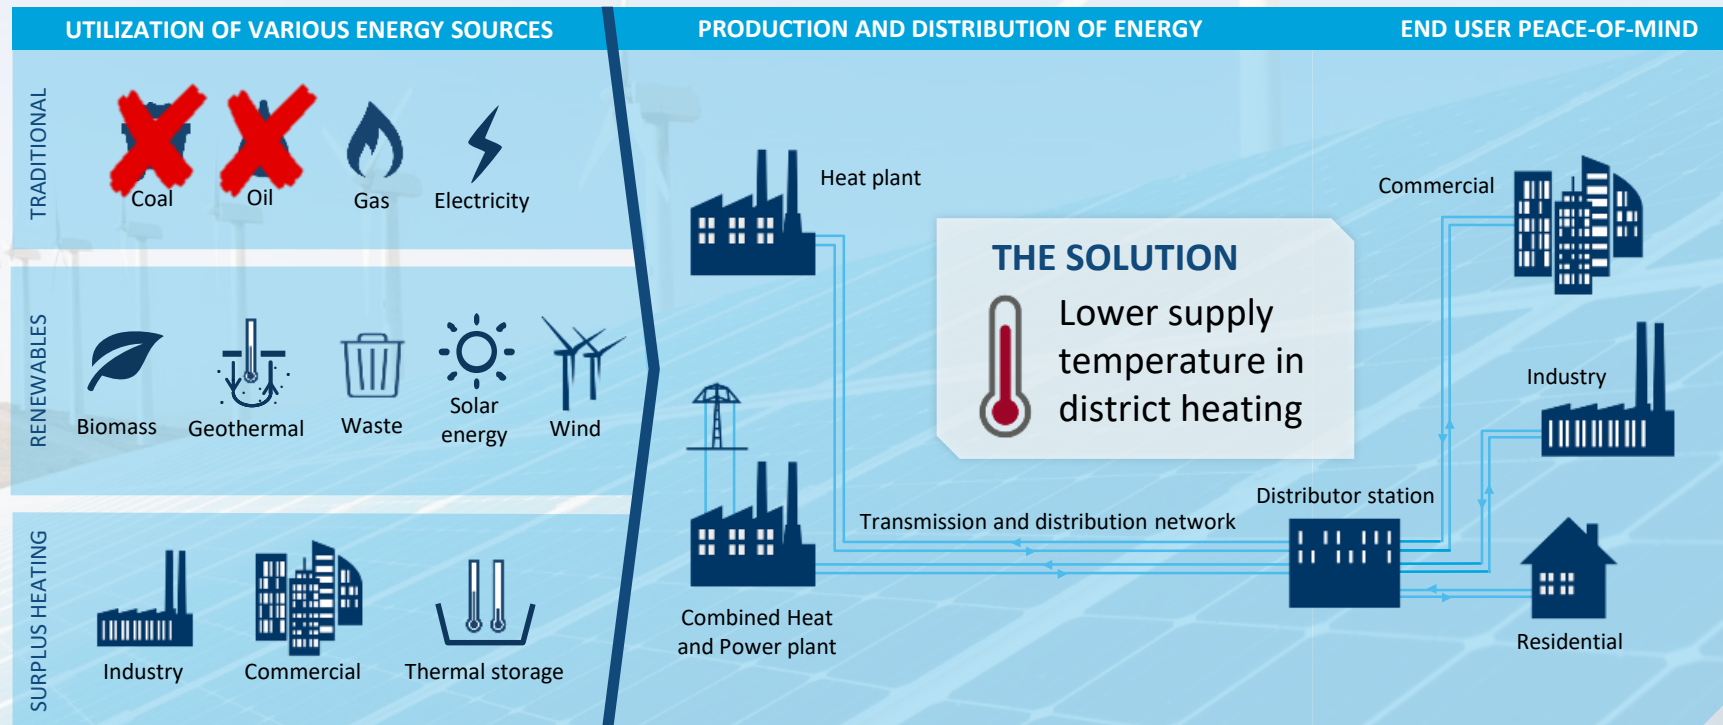 UTILIZATION OF VARIOUS ENERGY SOURCES
PRODUCTION AND DISTRIBUTION OF ENERGY
END USER PEACE-OF-MIND
TRADITIONAL
Coal
Oil
Gas
Electricity
RENEWABLES
Biomass
Geothermal
Waste
Solar
energy
Wind
SURPLUS HEATING
Industry
Commercial
Thermal storage
Heat plant
THE SOLUTION
Lower supply
temperature in
district heating
Combined Heat
and Power plant
Transmission and distribution network
Distributor station
Commercial
Industry
Residential